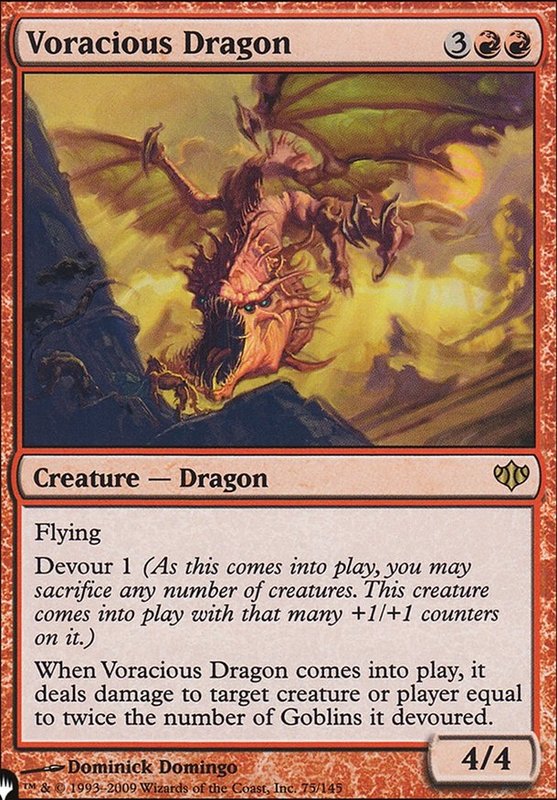 Voracious Dragon 3
Creature — Dragon
Flying
Devour 1 (As this comes into play, you may
sacrifice any number of creatures. This creature
comes into play with that many +1/+1 counters
on it.)
When Voracious Dragon comes into play, it
deals damage to target creature or player equal
to twice the number of Goblins it devoured.
Dominick Domingo
4/4
™ & © 1993–2009 Wizards of the Coast, Inc. 75/145